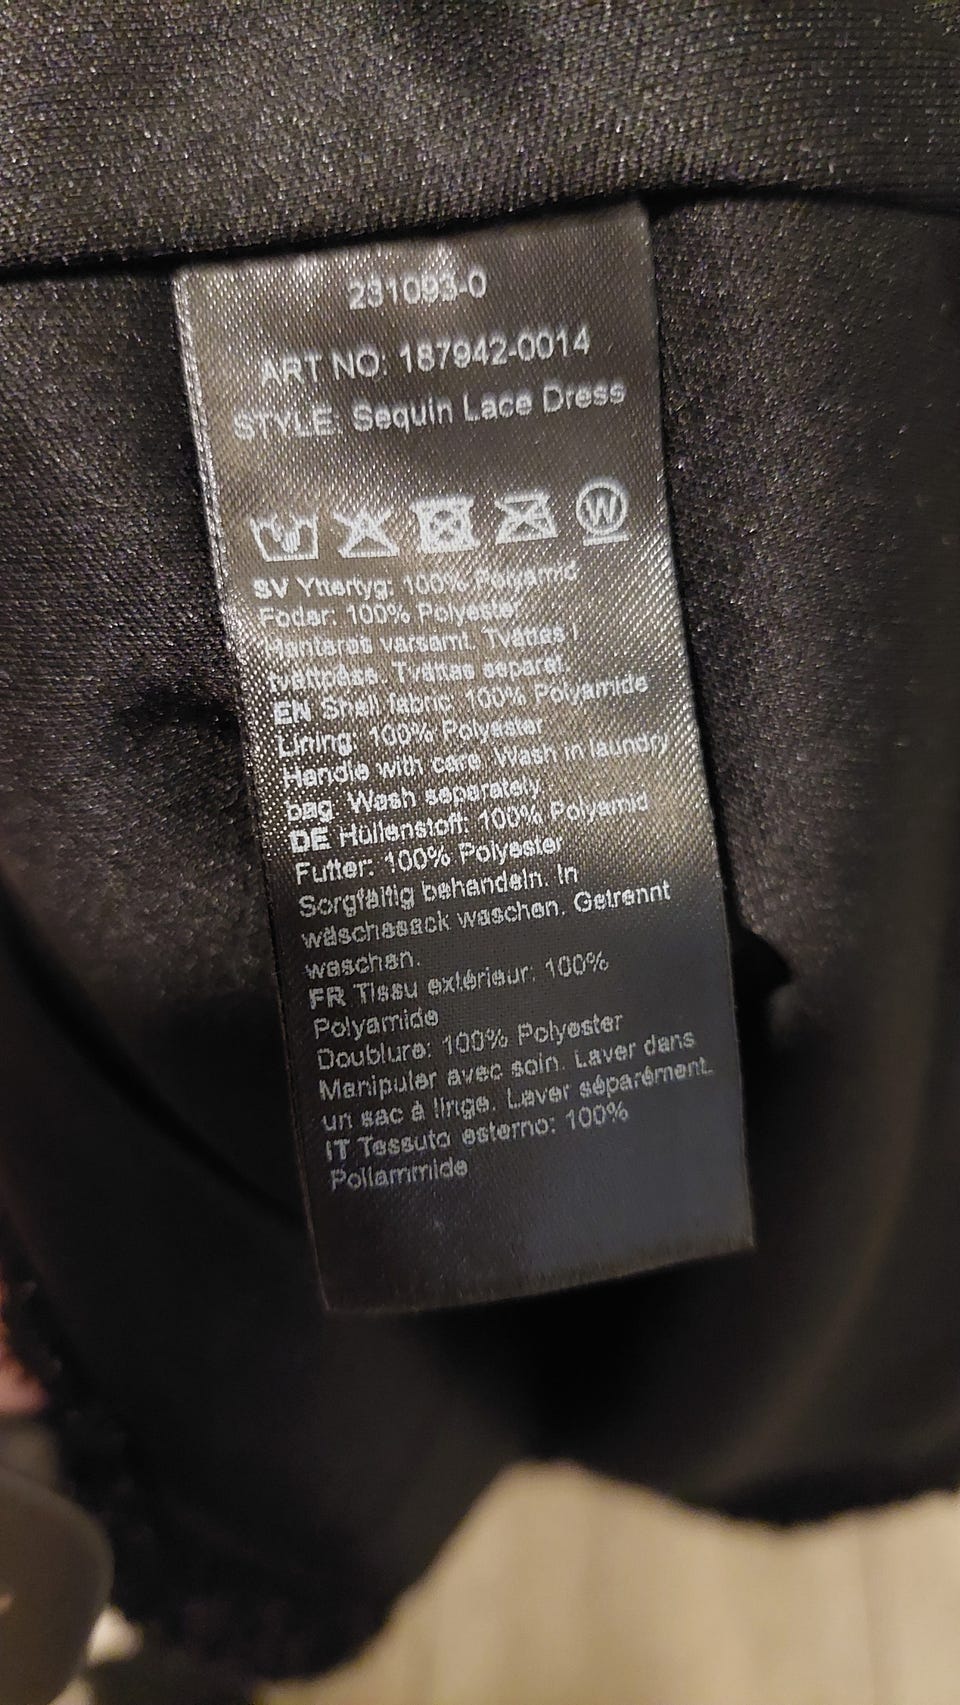 231093-0
ART NO: 187942-0014
STYLE: Sequin Lace Dress
W
SV Yttertyg: 100% Polyamid
Foder: 100% Polyester
Hanteras varsamt. Tvättas i
tvättpåse. Tvättas separat.
EN Shell fabric: 100% Polyamide
Lining: 100% Polyester
Handle with care. Wash in laundry
bag. Wash separately.
DE Hüllenstoff: 100% Polyamid
Futter: 100% Polyester
Sorgfältig behandeln. In
wäschesack waschen. Getrennt
waschen.
FR Tissu extérieur: 100%
Polyamide
Doublure: 100% Polyester
Manipuler avec soin. Laver dans
un sac à linge. Laver séparément.
IT Tessuto esterno: 100%
Poliammide